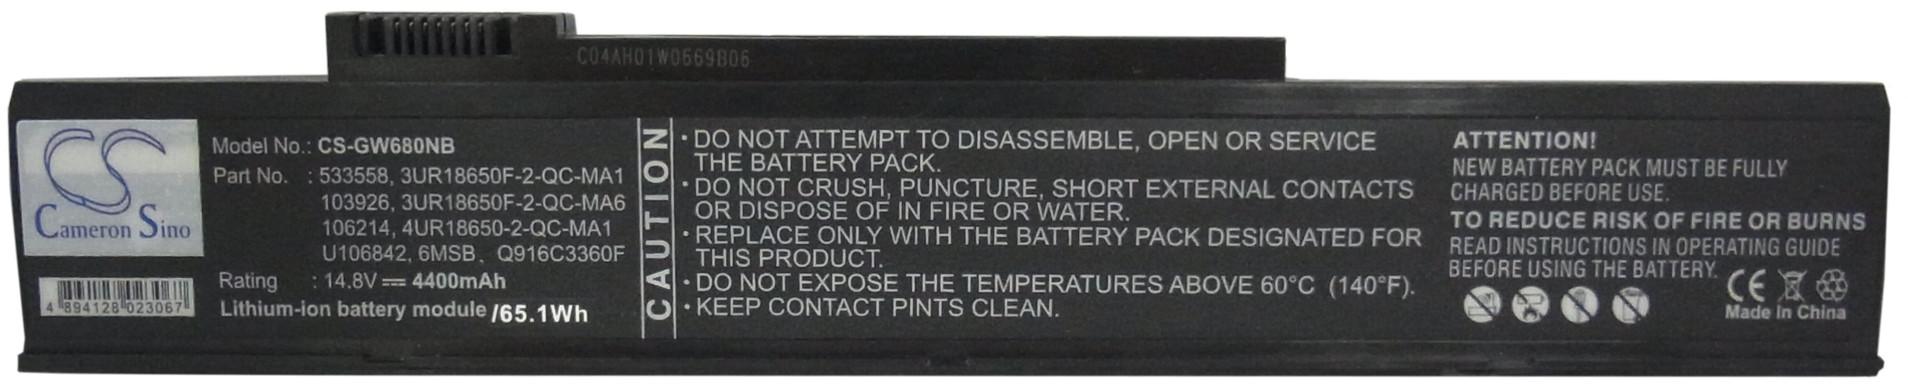 C04AH01W0669B06
CS
Cameron Sino
4 894128 023067
Model No.: CS-GW680NB
Part No. : 533558, 3UR18650F-2-QC-MA1
103926, 3UR18650F-2-QC-MA6
106214, 4UR18650-2-QC-MA1
U106842, 6MSB、Q916C3360F
Rating : 14.8V 4400mAh
Lithium-ion battery module /65.1Wh
CAUTION
· DO NOT ATTEMPT TO DISASSEMBLE, OPEN OR SERVICE
THE BATTERY PACK.
· DO NOT CRUSH, PUNCTURE, SHORT EXTERNAL CONTACTS
OR DISPOSE OF IN FIRE OR WATER.
· REPLACE ONLY WITH THE BATTERY PACK DESIGNATED FOR
THIS PRODUCT.
· DO NOT EXPOSE THE TEMPERATURES ABOVE 60°C (140°F).
· KEEP CONTACT PINTS CLEAN.
ATTENTION!
NEW BATTERY PACK MUST BE FULLY
CHARGED BEFORE USE.
TO REDUCE RISK OF FIRE OR BURNS
READ INSTRUCTIONS IN OPERATING GUIDE
BEFORE USING THE BATTERY.
CE
Made In China